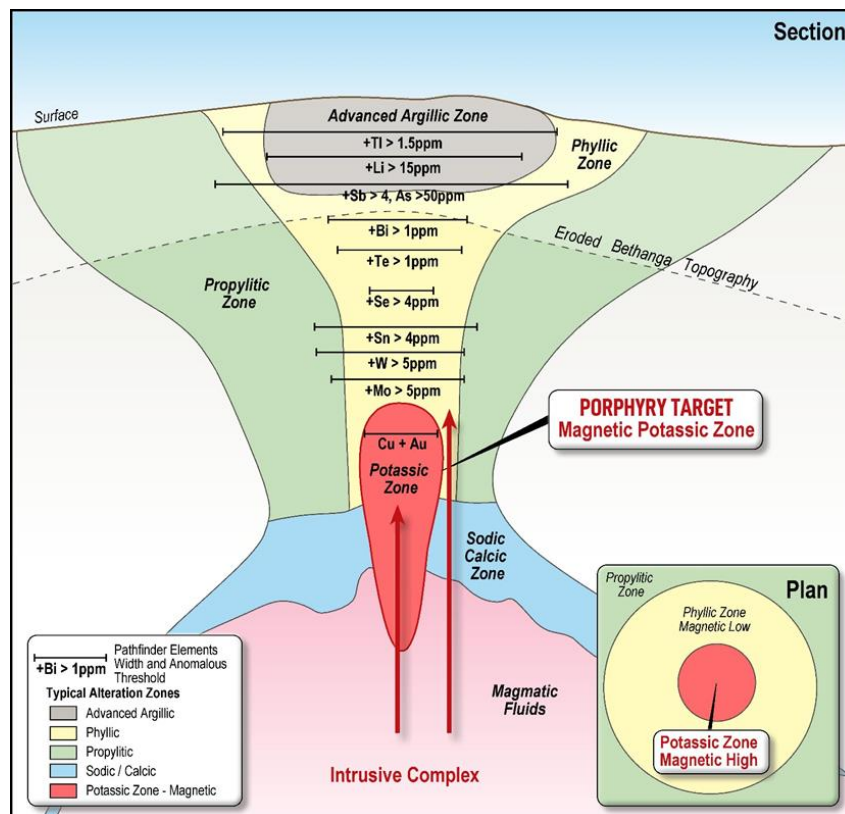 Section
Surface
Advanced Argillic Zone
+Tl > 1.5ppm
+Li > 15ppm
Phyllic
Zone
+Sb > 4, As >50ppm
+Bi > 1ppm
+Te > 1ppm
Eroded Bethanga Topography
Propylitic
Zone
+Se > 4ppm
+Sn > 4ppm
+W > 5ppm
+Mo > 5ppm
PORPHYRY TARGET
Magnetic Potassic Zone
Cu + Au
Potassic
Zone
Sodic
Calcic
Zone
Magmatic
Fluids
Intrusive Complex
+Bi > 1ppm
Pathfinder Elements
Width and Anomalous
Threshold
Typical Alteration Zones
Advanced Argillic
Phyllic
Propylitic
Sodic / Calcic
Potassic Zone - Magnetic
Propylitic
Zone
Plan
Phyllic Zone
Magnetic Low
Potassic Zone
Magnetic High